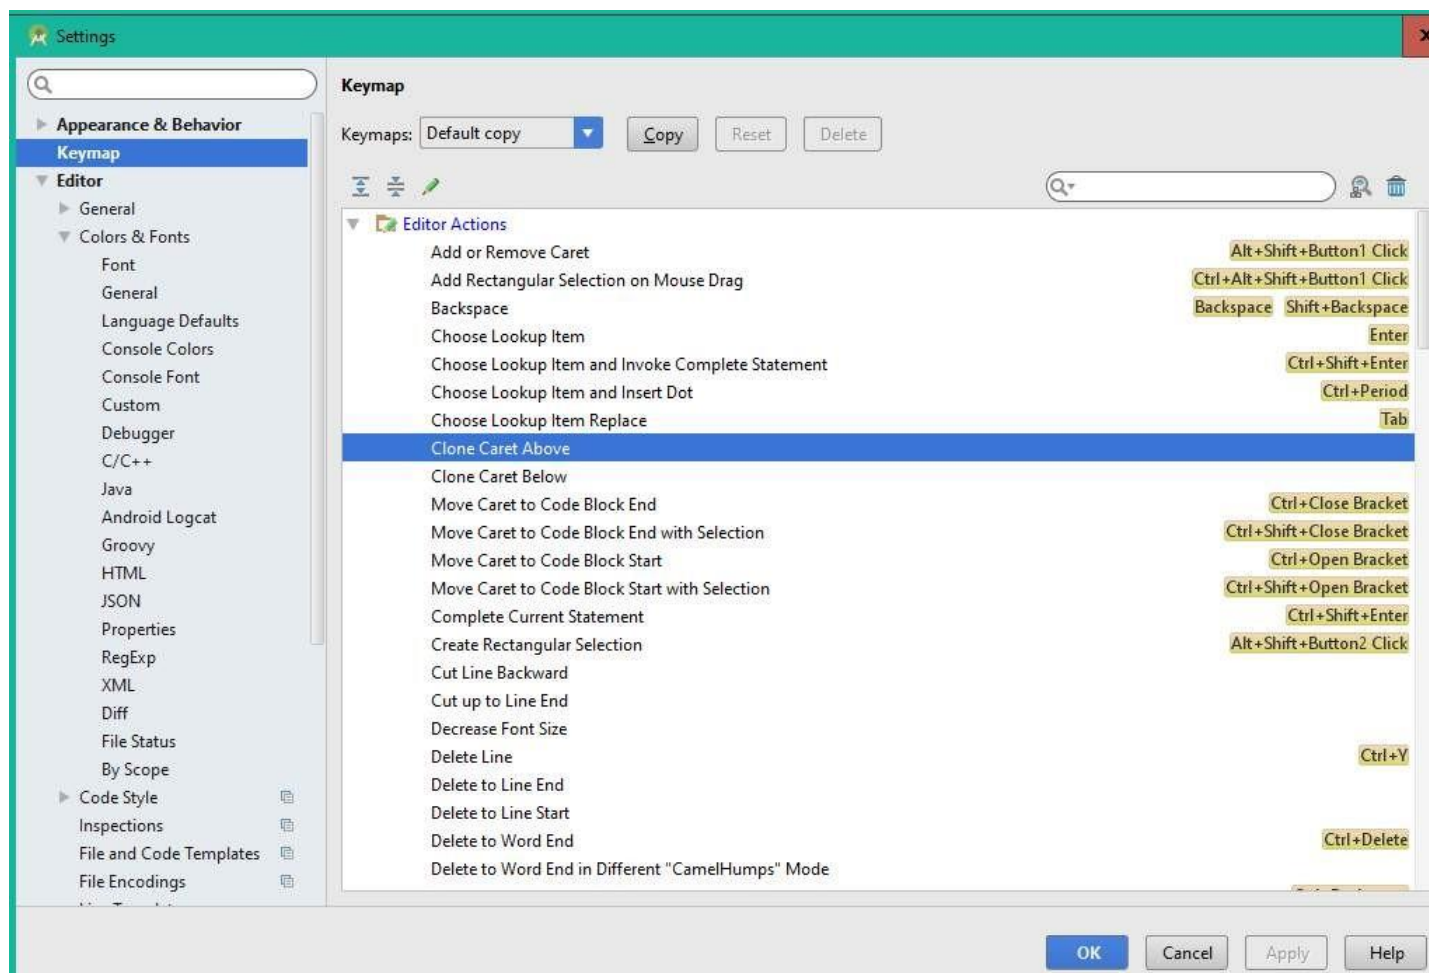 Settings
x
Appearance & Behavior
Keymap
Editor
General
Colors & Fonts
Font
General
Language Defaults
Console Colors
Console Font
Custom
Debugger
C/C++
Java
Android Logcat
Groovy
HTML
JSON
Properties
RegExp
XML
Diff
File Status
By Scope
Code Style
Inspections
File and Code Templates
File Encodings
Keymap
Keymaps: Default copy Copy Reset Delete
Editor Actions
Add or Remove Caret Alt+Shift+Button1 Click
Add Rectangular Selection on Mouse Drag Ctrl+Alt+Shift+Button1 Click
Backspace Backspace Shift+Backspace
Choose Lookup Item Enter
Choose Lookup Item and Invoke Complete Statement Ctrl+Shift+Enter
Choose Lookup Item and Insert Dot Ctrl+Period
Choose Lookup Item Replace Tab
Clone Caret Above
Clone Caret Below
Move Caret to Code Block End Ctrl+Close Bracket
Move Caret to Code Block End with Selection Ctrl+Shift+Close Bracket
Move Caret to Code Block Start Ctrl+Open Bracket
Move Caret to Code Block Start with Selection Ctrl+Shift+Open Bracket
Complete Current Statement Ctrl+Shift+Enter
Create Rectangular Selection Alt+Shift+Button2 Click
Cut Line Backward
Cut up to Line End
Decrease Font Size
Delete Line Ctrl+Y
Delete to Line End
Delete to Line Start
Delete to Word End Ctrl+Delete
Delete to Word End in Different "CamelHumps" Mode
OK Cancel Apply Help